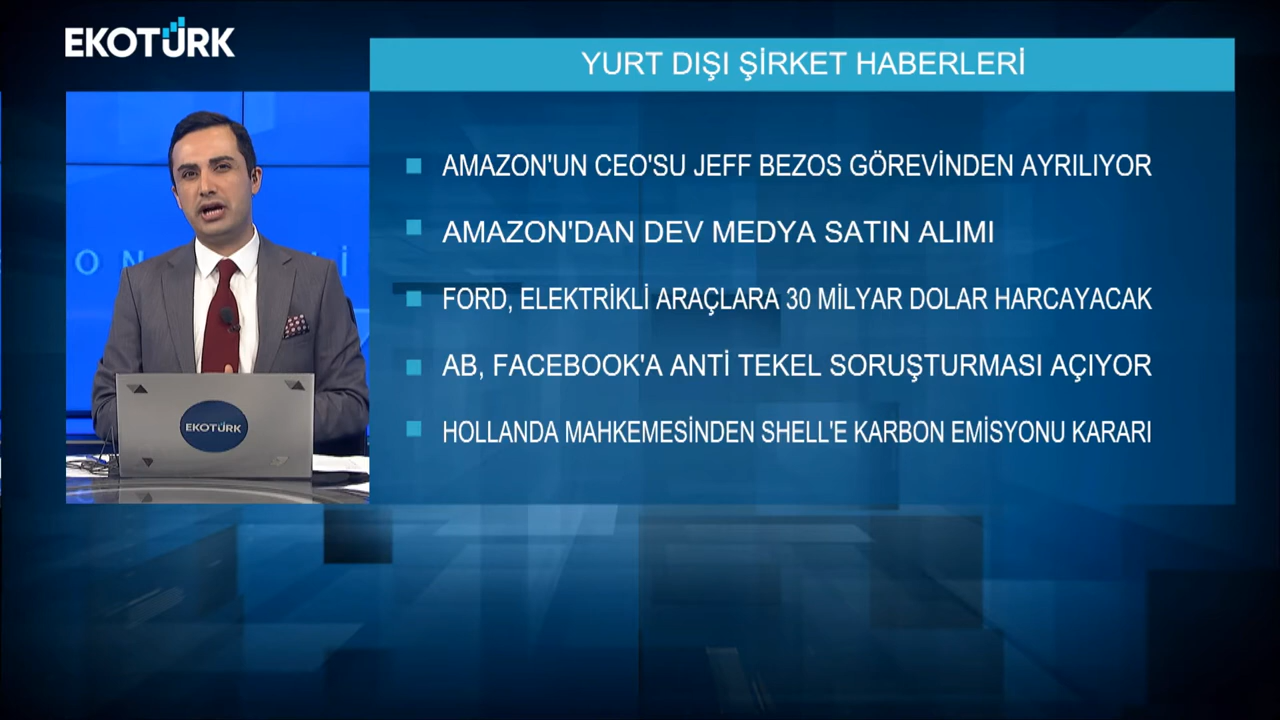 EKOTÜRK
YURT DIŞI ŞİRKET HABERLERİ
AMAZON'UN CEO'SU JEFF BEZOS GÖREVİNDEN AYRILIYOR
AMAZON'DAN DEV MEDYA SATIN ALIMI
FORD, ELEKTRİKLİ ARAÇLARA 30 MİLYAR DOLAR HARCAYACAK
AB, FACEBOOK'A ANTİ TEKEL SORUŞTURMASI AÇIYOR
HOLLANDA MAHKEMESİNDEN SHELL'E KARBON EMİSYONU KARARI
EKOTÜRK